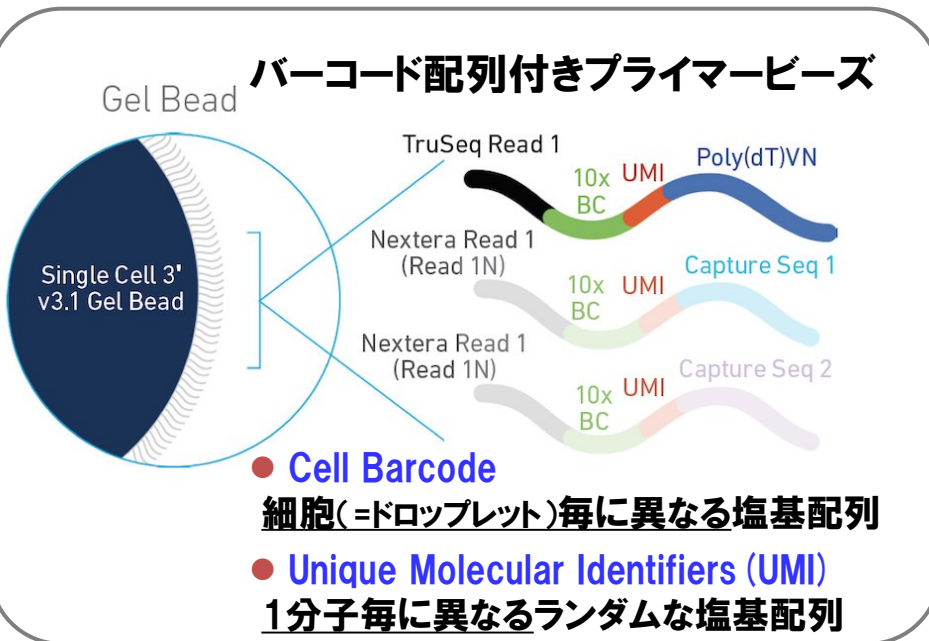 バーコード配列付きプライマービーズ
Gel Bead
Single Cell 3'
v3.1 Gel Bead
TruSeq Read 1
10x
BC
UMI
Poly(dT)VN
Nextera Read 1
(Read 1N)
10x
BC
UMI
Capture Seq 1
Nextera Read 1
(Read 1N)
10x
BC
UMI
Capture Seq 2
● Cell Barcode
細胞(=ドロップレット)毎に異なる塩基配列
● Unique Molecular Identifiers (UMI)
1分子毎に異なるランダムな塩基配列